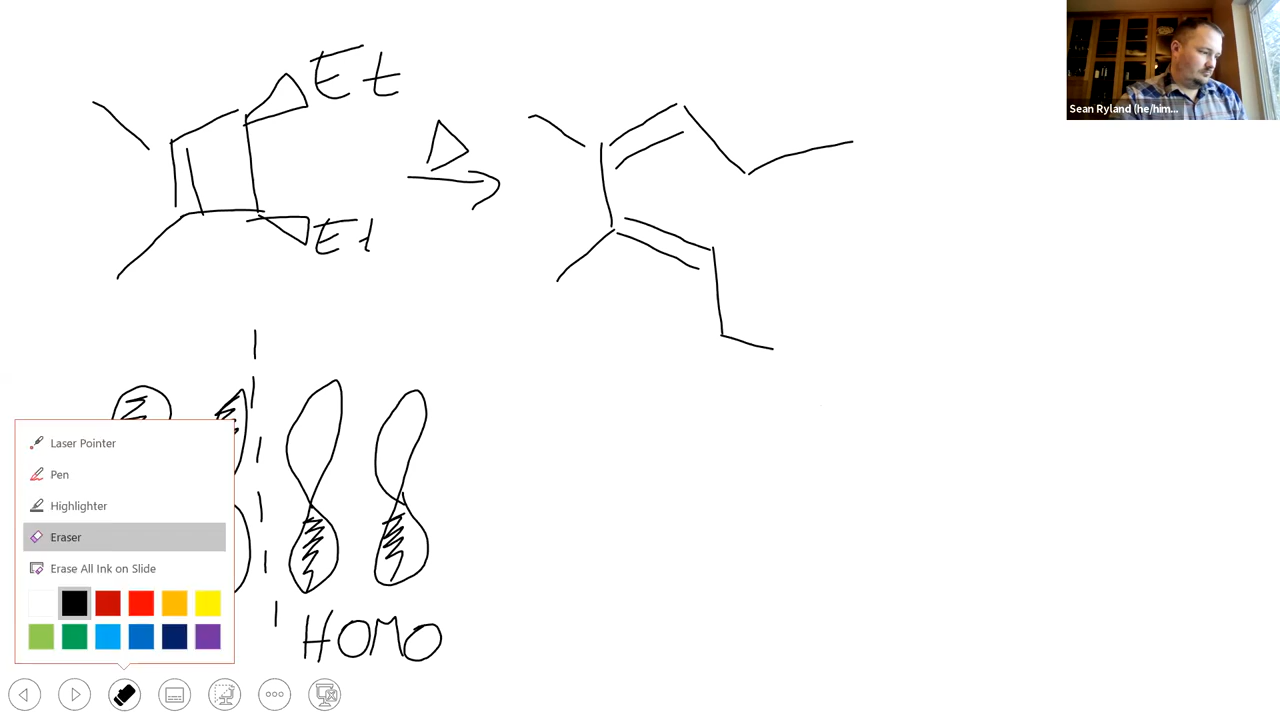 Sean Ryland (he/him...
Et
Δ
Et
Laser Pointer
Pen
Highlighter
Eraser
Erase All Ink on Slide
HOMO